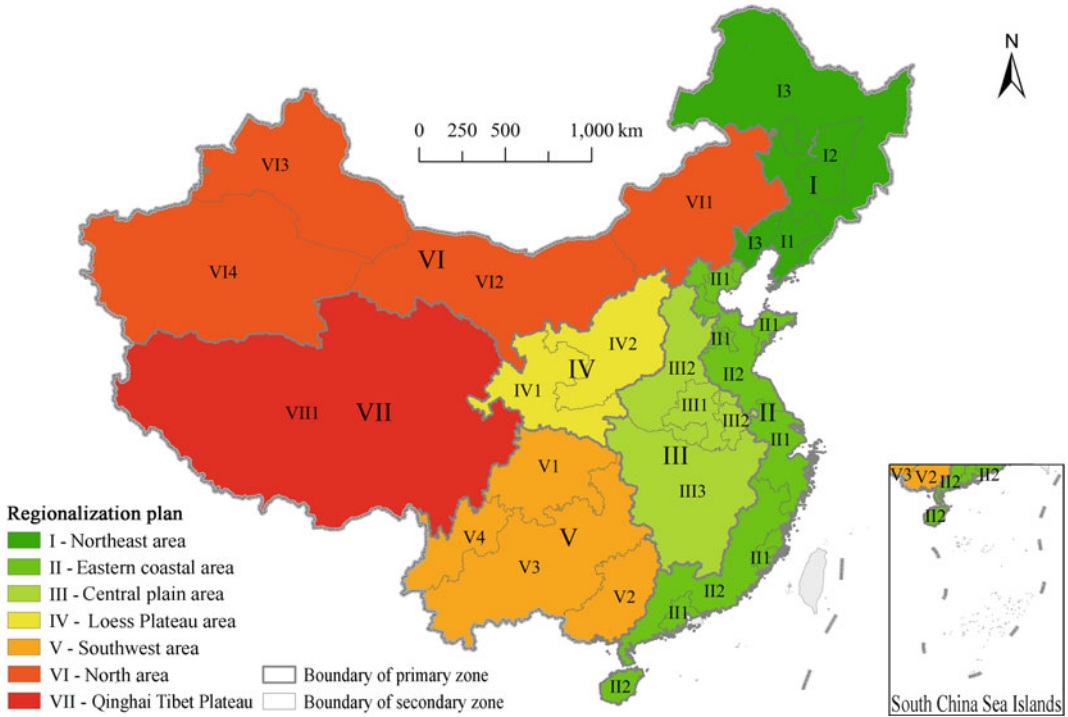 N
0 250 500 1,000 km
I3
I2
I
VI3
VI1
I3
I1
VI
VI4
VI2
II1
II1
II1
IV2
IV
III2
II2
IV1
VII1
VII
III1
III2
II
II1
III
V1
III3
V4
V
V3
II1
V2
II2
II1
II2
Regionalization plan
I - Northeast area
II - Eastern coastal area
III - Central plain area
IV - Loess Plateau area
V - Southwest area
VI - North area
VII - Qinghai Tibet Plateau
Boundary of primary zone
Boundary of secondary zone
V3 V2 II2 II2
II2
South China Sea Islands